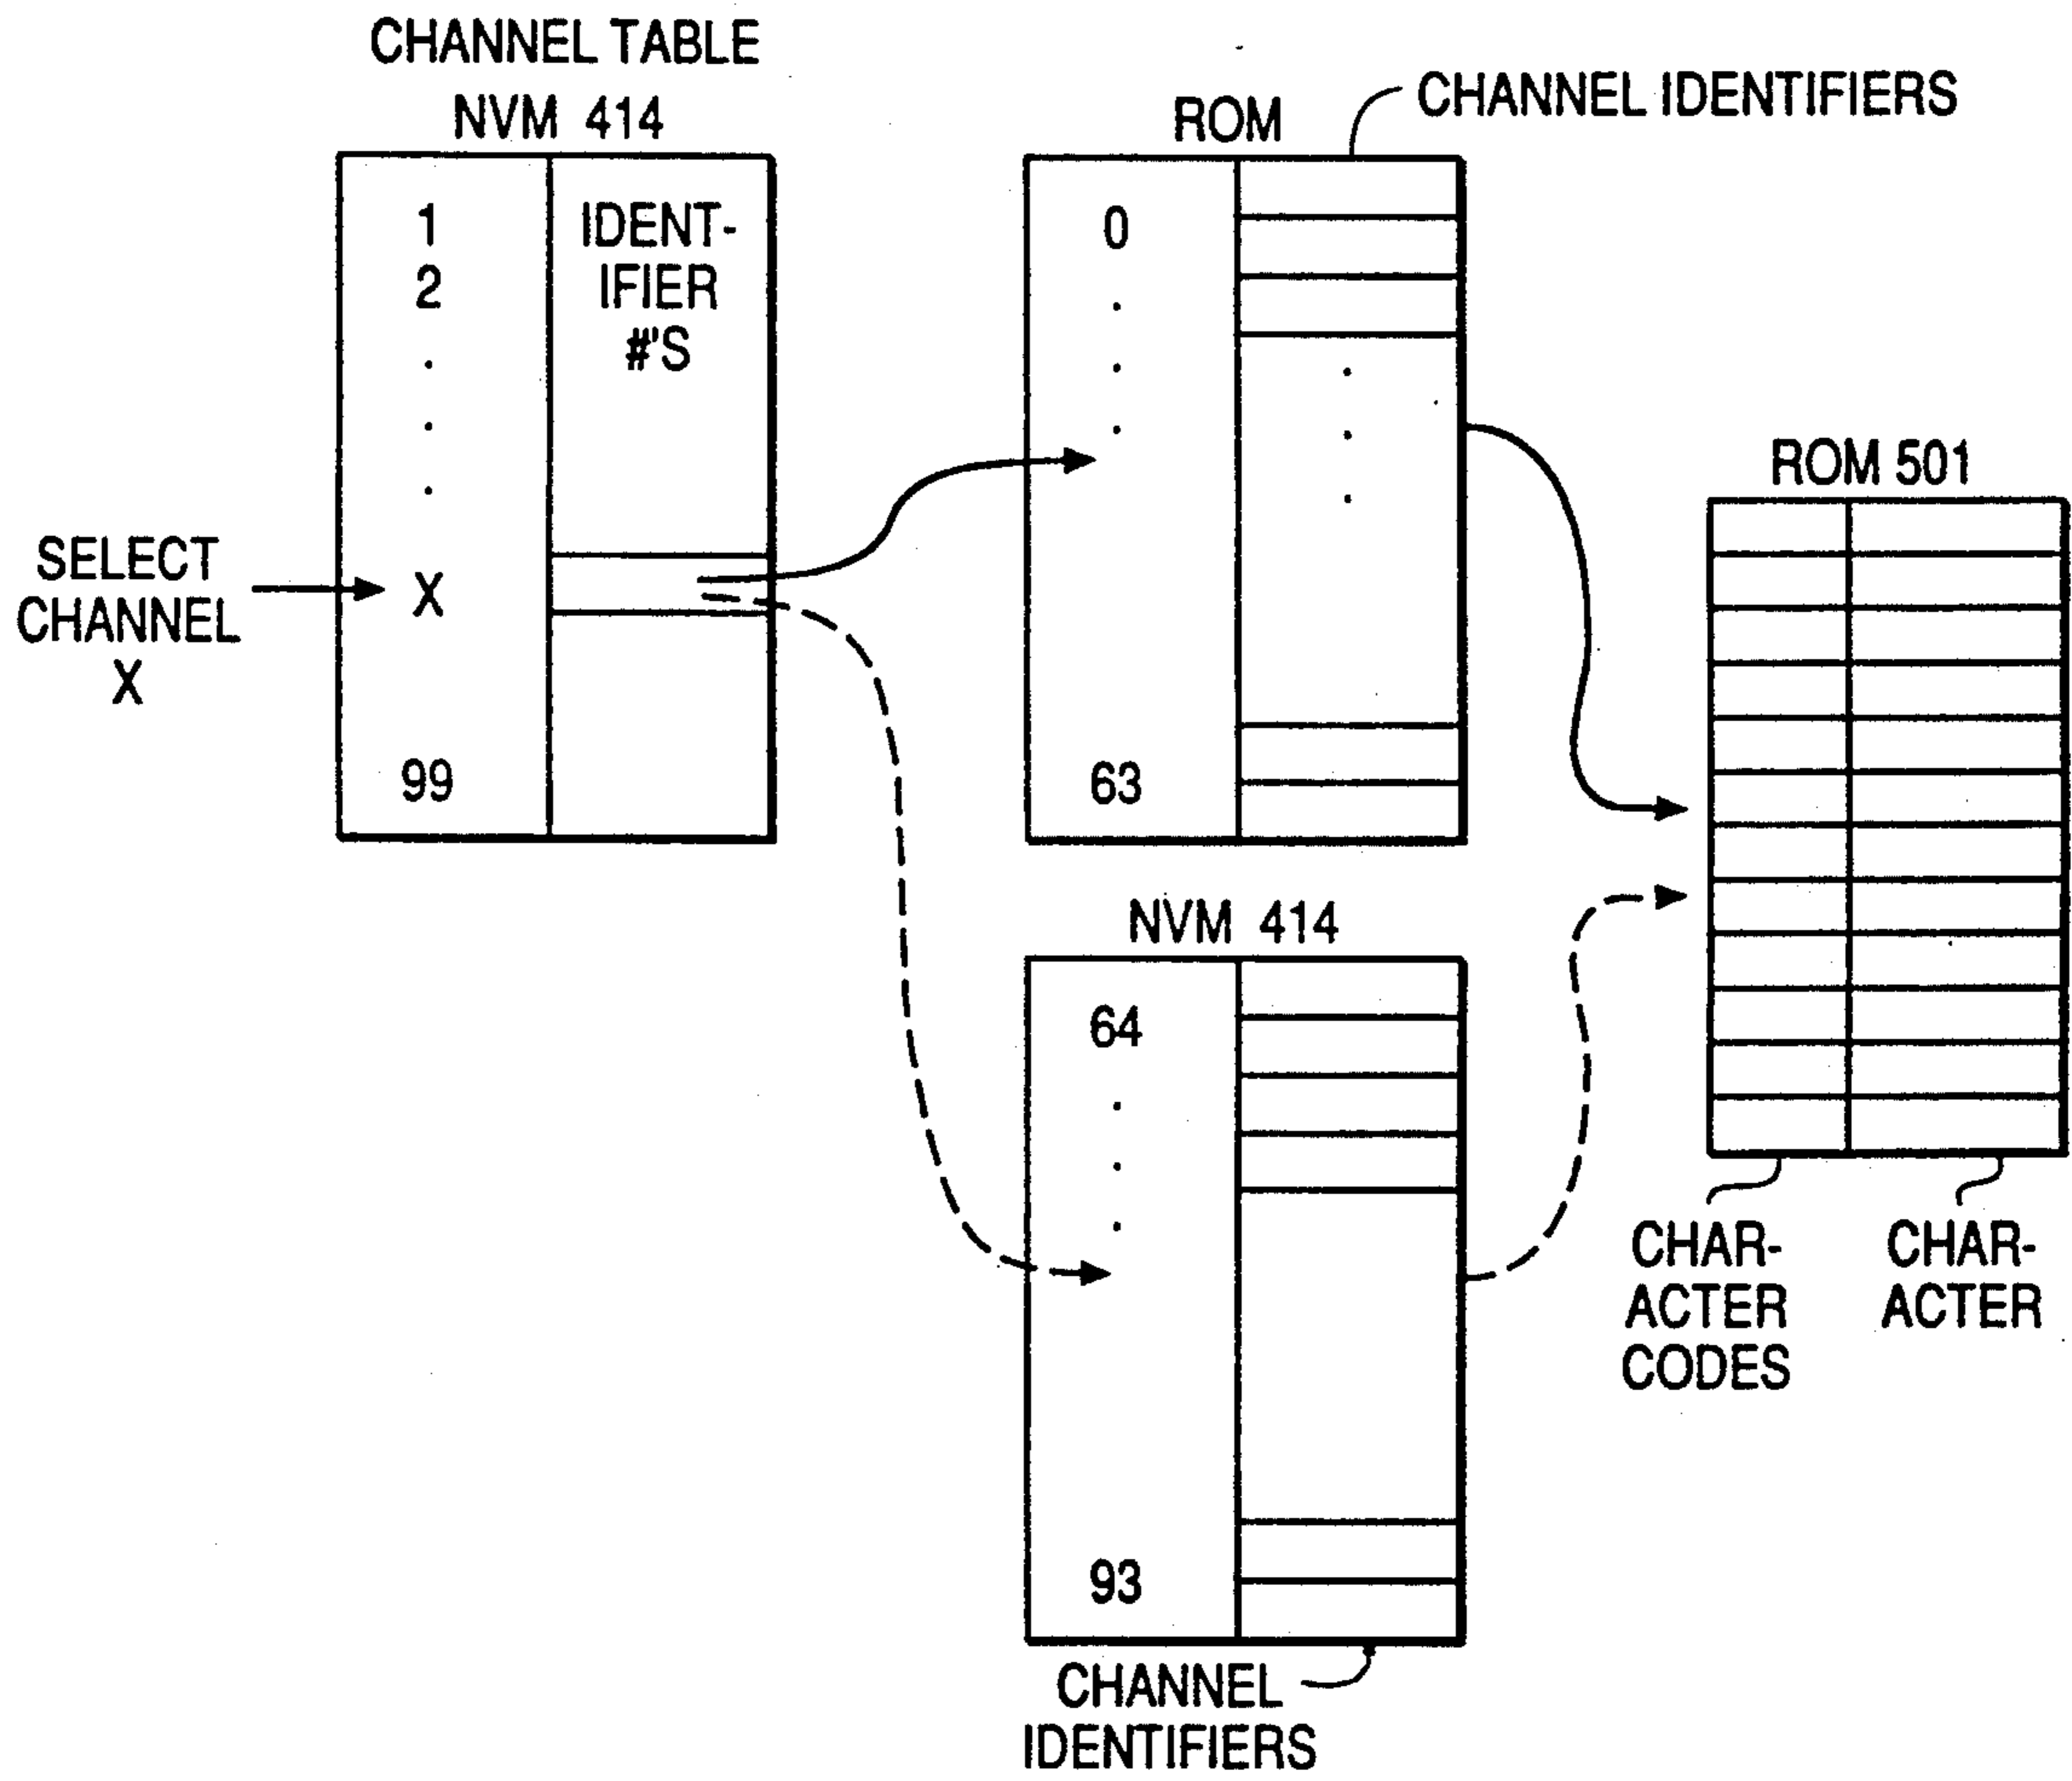 CHANNEL TABLE
NVM 414
1
2
.
.
.
X
99
IDENT-
IFIER
#'S
SELECT
CHANNEL
X
ROM
CHANNEL IDENTIFIERS
0
.
.
.
63
.
.
.
NVM 414
64
.
.
.
93
CHANNEL
IDENTIFIERS
ROM 501
CHAR-
ACTER
CODES
CHAR-
ACTER